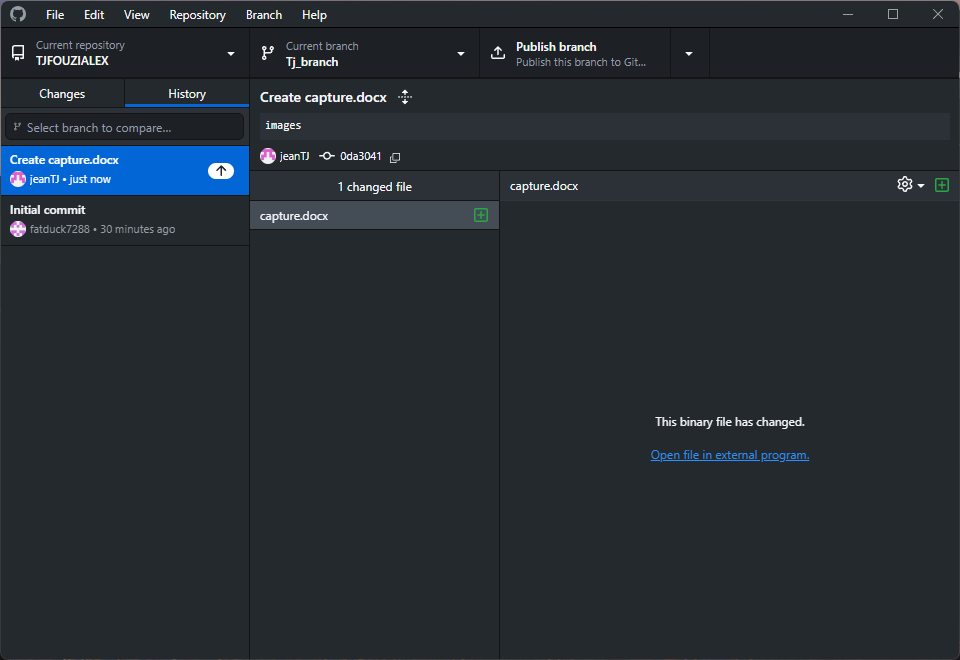 File Edit View Repository Branch Help
Current repository
TJFOUZIALEX
Current branch
Tj_branch
Publish branch
Publish this branch to Git...
Changes
History
Select branch to compare...
Create capture.docx
jeanTJ • just now
Initial commit
fatduck7288 • 30 minutes ago
Create capture.docx
images
jeanTJ 0da3041
1 changed file
capture.docx
capture.docx
This binary file has changed.
Open file in external program.